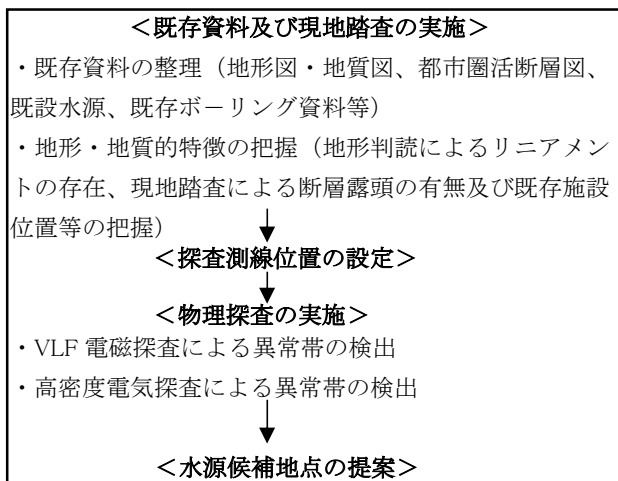 ＜既存資料及び現地踏査の実施＞
・既存資料の整理（地形図・地質図、都市圏活断層図、
既設水源、既存ボーリング資料等）
・地形・地質的特徴の把握（地形判読によるリニアメン
トの存在、現地踏査による断層露頭の有無及び既存施設
位置等の把握）
＜探査測線位置の設定＞
＜物理探査の実施＞
・VLF 電磁探査による異常帯の検出
・高密度電気探査による異常帯の検出
＜水源候補地点の提案＞